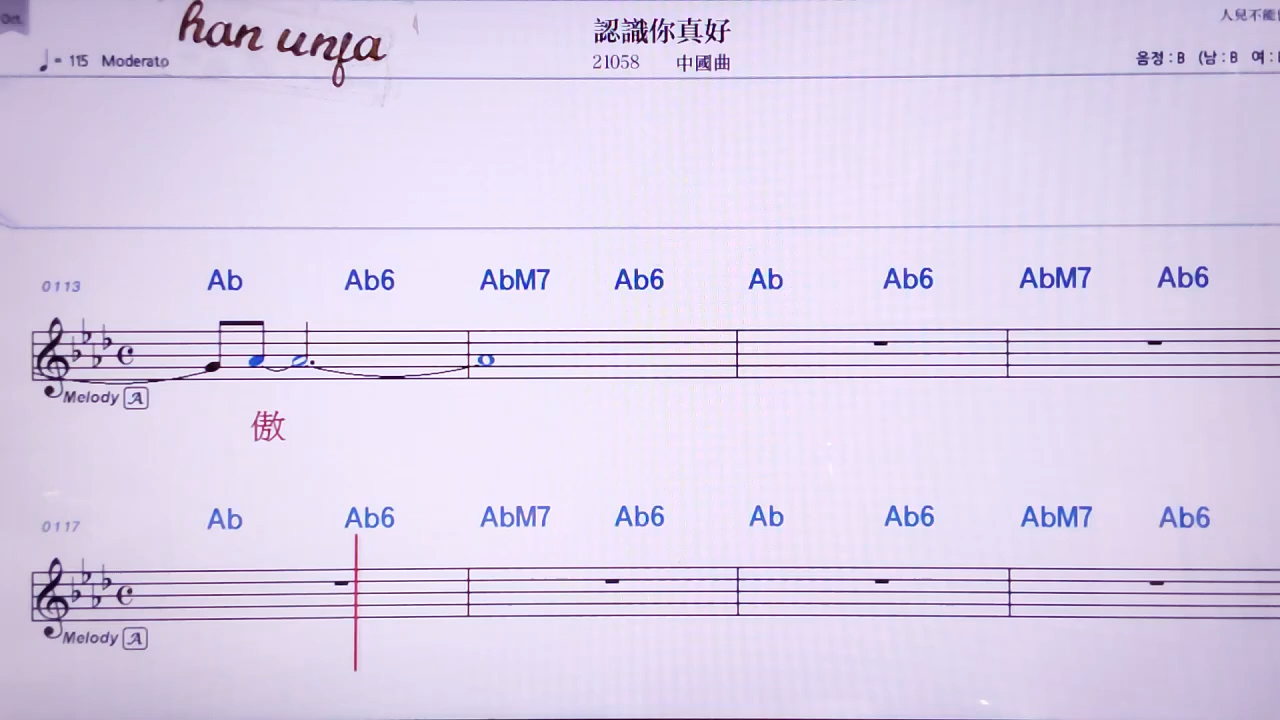 Oct.
han unfa
認識你真好
人兒不能
♩= 115 Moderato
21058 中國曲
음정 : B (남 : B 여 :
0113
Ab Ab6 AbM7 Ab6 Ab Ab6 AbM7 Ab6
Melody A
傲
0117
Ab Ab6 AbM7 Ab6 Ab Ab6 AbM7 Ab6
Melody A